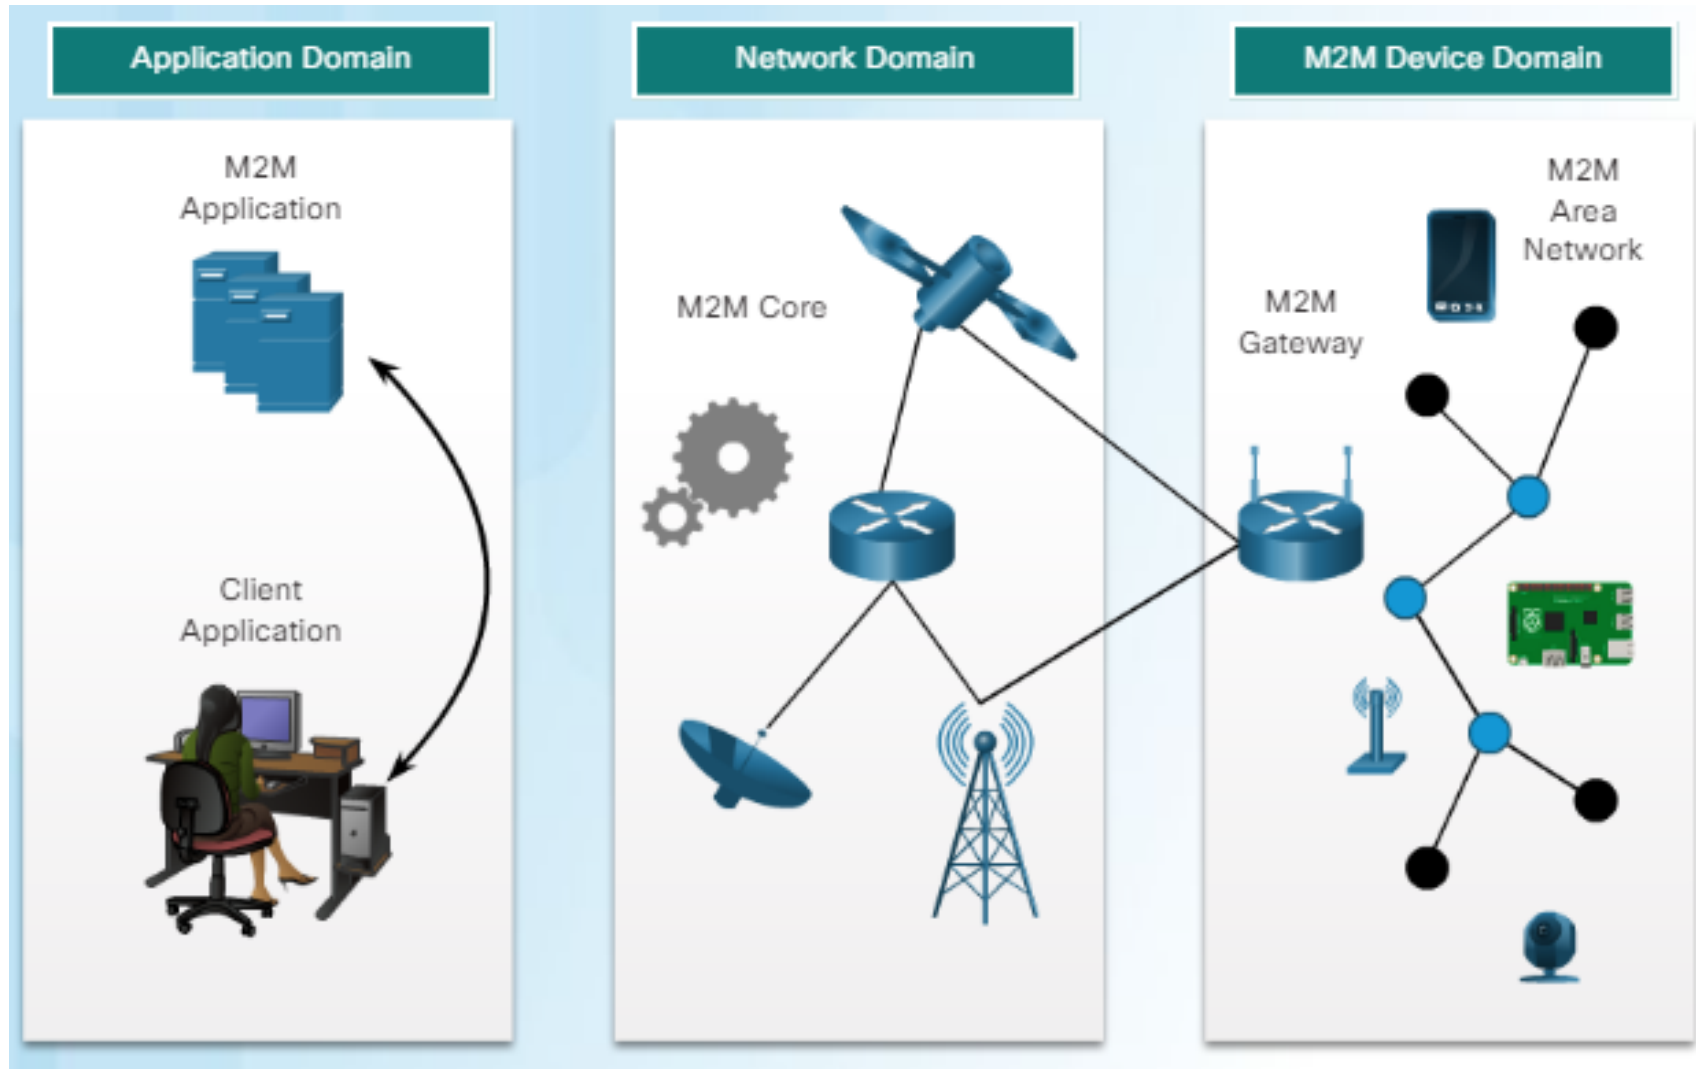 Application Domain
Network Domain
M2M Device Domain
M2M
Application
Client
Application
M2M Core
M2M
Gateway
M2M
Area
Network